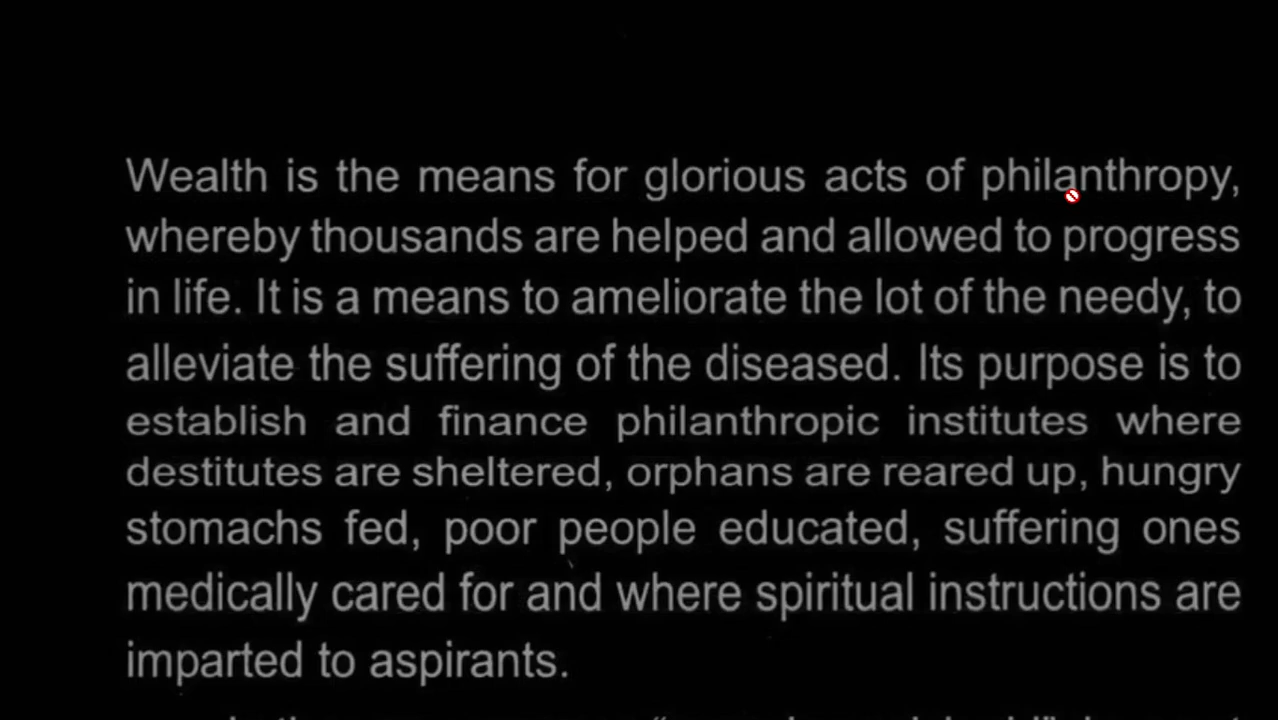 Wealth is the means for glorious acts of philanthropy,
whereby thousands are helped and allowed to progress
in life. It is a means to ameliorate the lot of the needy, to
alleviate the suffering of the diseased. Its purpose is to
establish and finance philanthropic institutes where
destitutes are sheltered, orphans are reared up, hungry
stomachs fed, poor people educated, suffering ones
medically cared for and where spiritual instructions are
imparted to aspirants.